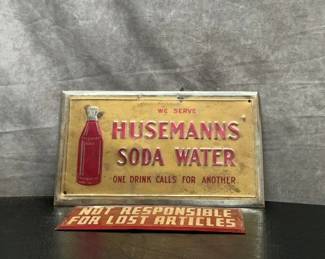 WE SERVE
HUSEMANNS'
SODA WATER
ONE DRINK CALLS FOR ANOTHER
NOT RESPONSIBLE
FOR LOST ARTICLES